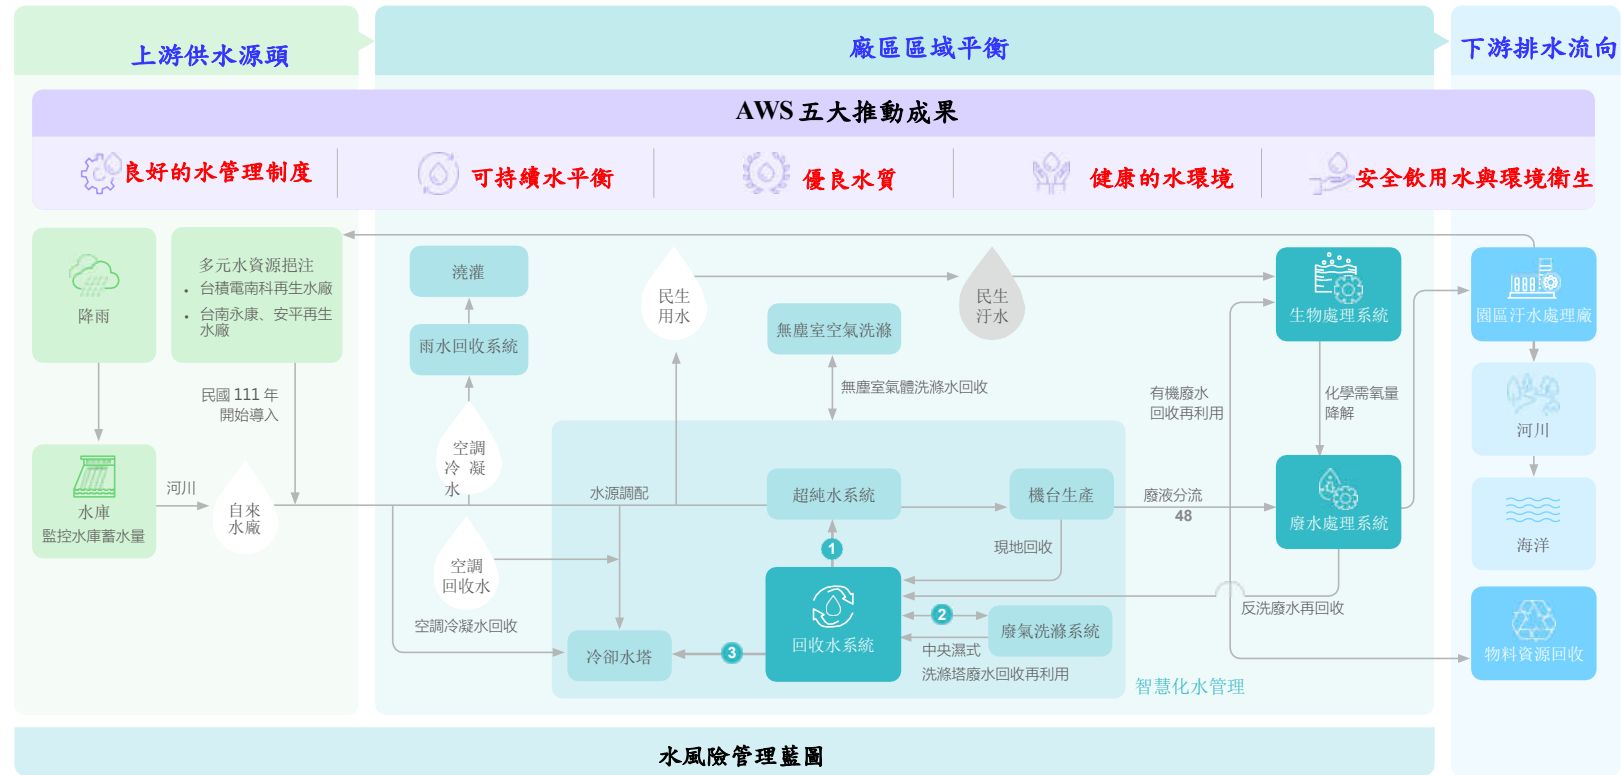 上游供水源頭
廠區區域平衡
下游排水流向
AWS 五大推動成果
良好的水管理制度
可持續水平衡
優良水質
健康的水環境
安全飲用水與環境衛生
降雨
多元水資源挹注
• 台積電南科再生水廠
• 台南永康、安平再生
水廠
民國 111 年
開始導入
水庫
監控水庫蓄水量
河川
自來
水廠
澆灌
雨水回收系統
空調
冷 凝
水
空調
回收水
空調冷凝水回收
水源調配
民生
用水
民生
汙水
無塵室空氣洗滌
無塵室氣體洗滌水回收
超純水系統
機台生產
廢液分流
48
現地回收
1
回收水系統
2
廢氣洗滌系統
中央濕式
洗滌塔廢水回收再利用
3
冷卻水塔
智慧化水管理
有機廢水
回收再利用
生物處理系統
化學需氧量
降解
廢水處理系統
反洗廢水再回收
園區汙水處理廠
河川
海洋
物料資源回收
水風險管理藍圖